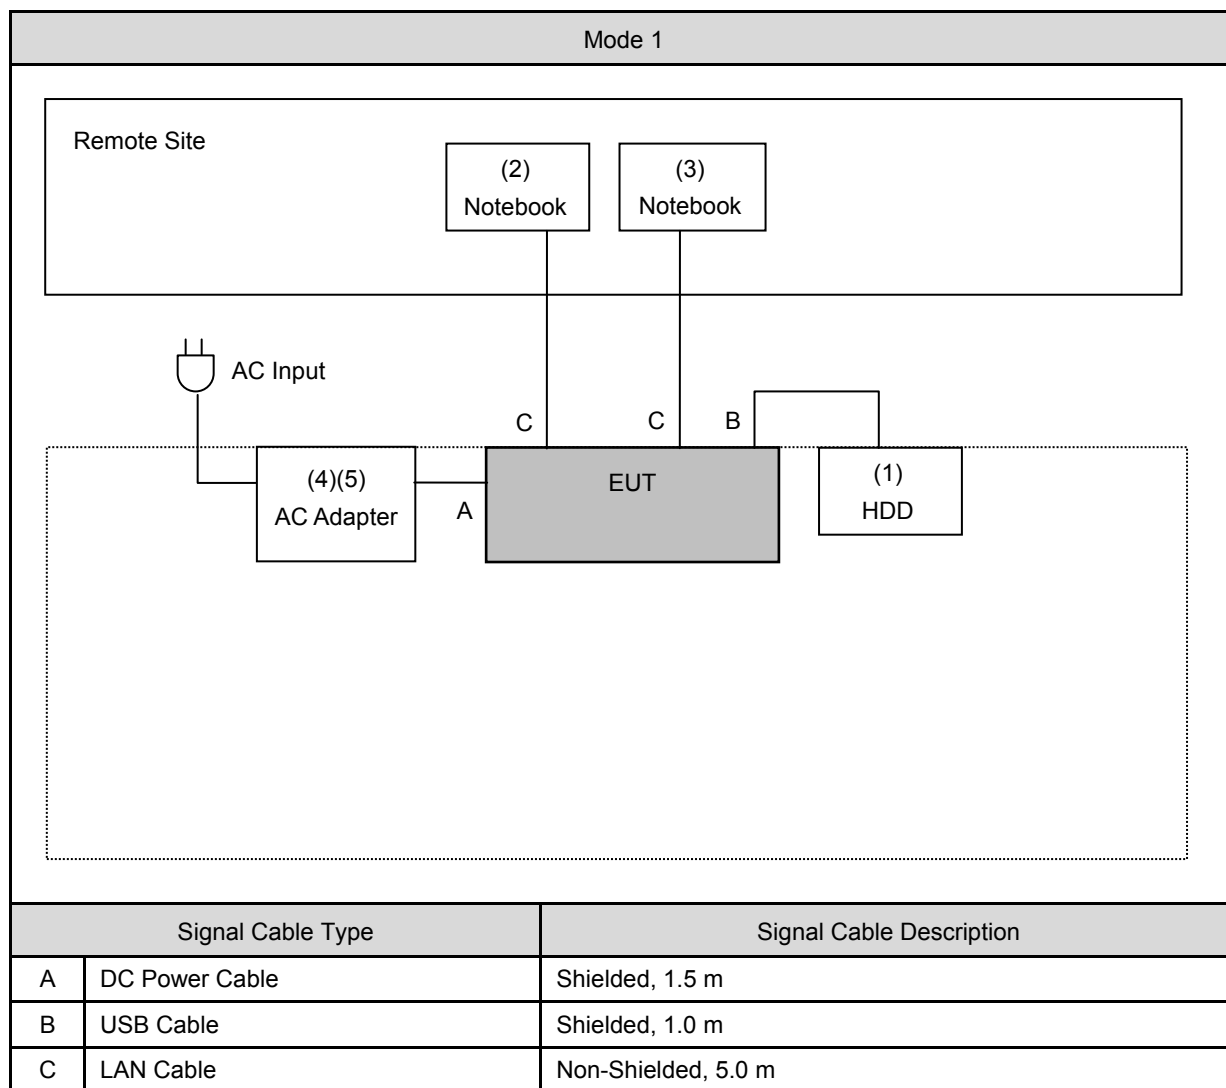 Mode 1
Remote Site
(2)
Notebook
(3)
Notebook
AC Input
C
C
B
(4)(5)
AC Adapter
A
EUT
(1)
HDD
Signal Cable Type
Signal Cable Description
A DC Power Cable Shielded, 1.5 m
B USB Cable Shielded, 1.0 m
C LAN Cable Non-Shielded, 5.0 m